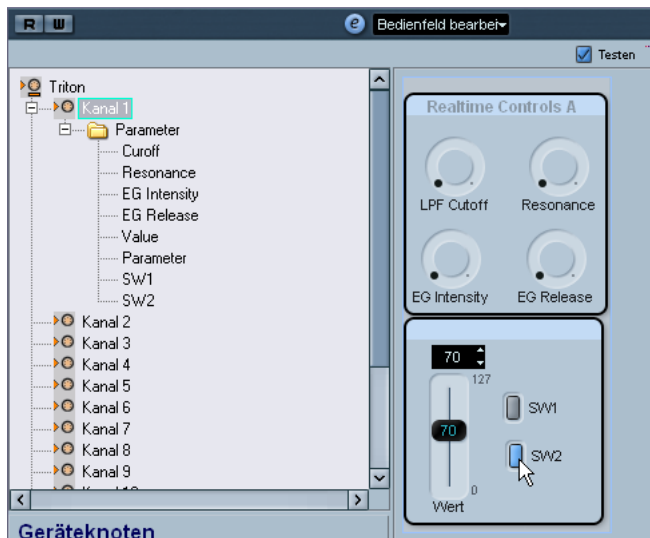 R W
e Bedienfeld bearbei
Testen
Triton
Kanal 1
Parameter
Curoff
Resonance
EG Intensity
EG Release
Value
Parameter
SW1
SW2
Kanal 2
Kanal 3
Kanal 4
Kanal 5
Kanal 6
Kanal 7
Kanal 8
Kanal 9
Geräteknoten
Realtime Controls A
LPF Cutoff Resonance
EG Intensity EG Release
70
127
SW1
70
SW2
0
Wert